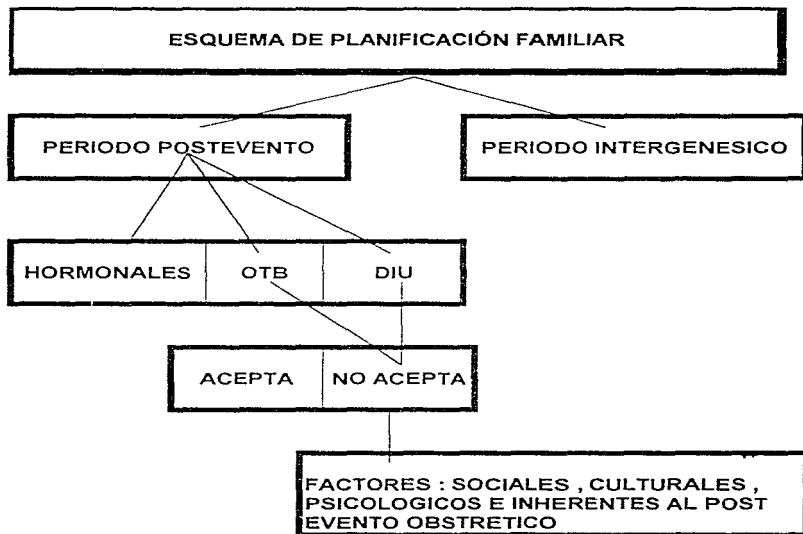 ESQUEMA DE PLANIFICACIÓN FAMILIAR
PERIODO POSTEVENTO
PERIODO INTERGENESICO
HORMONALES OTB DIU
ACEPTA NO ACEPTA
FACTORES : SOCIALES , CULTURALES ,
PSICOLOGICOS E INHERENTES AL POST
EVENTO OBSTRETICO